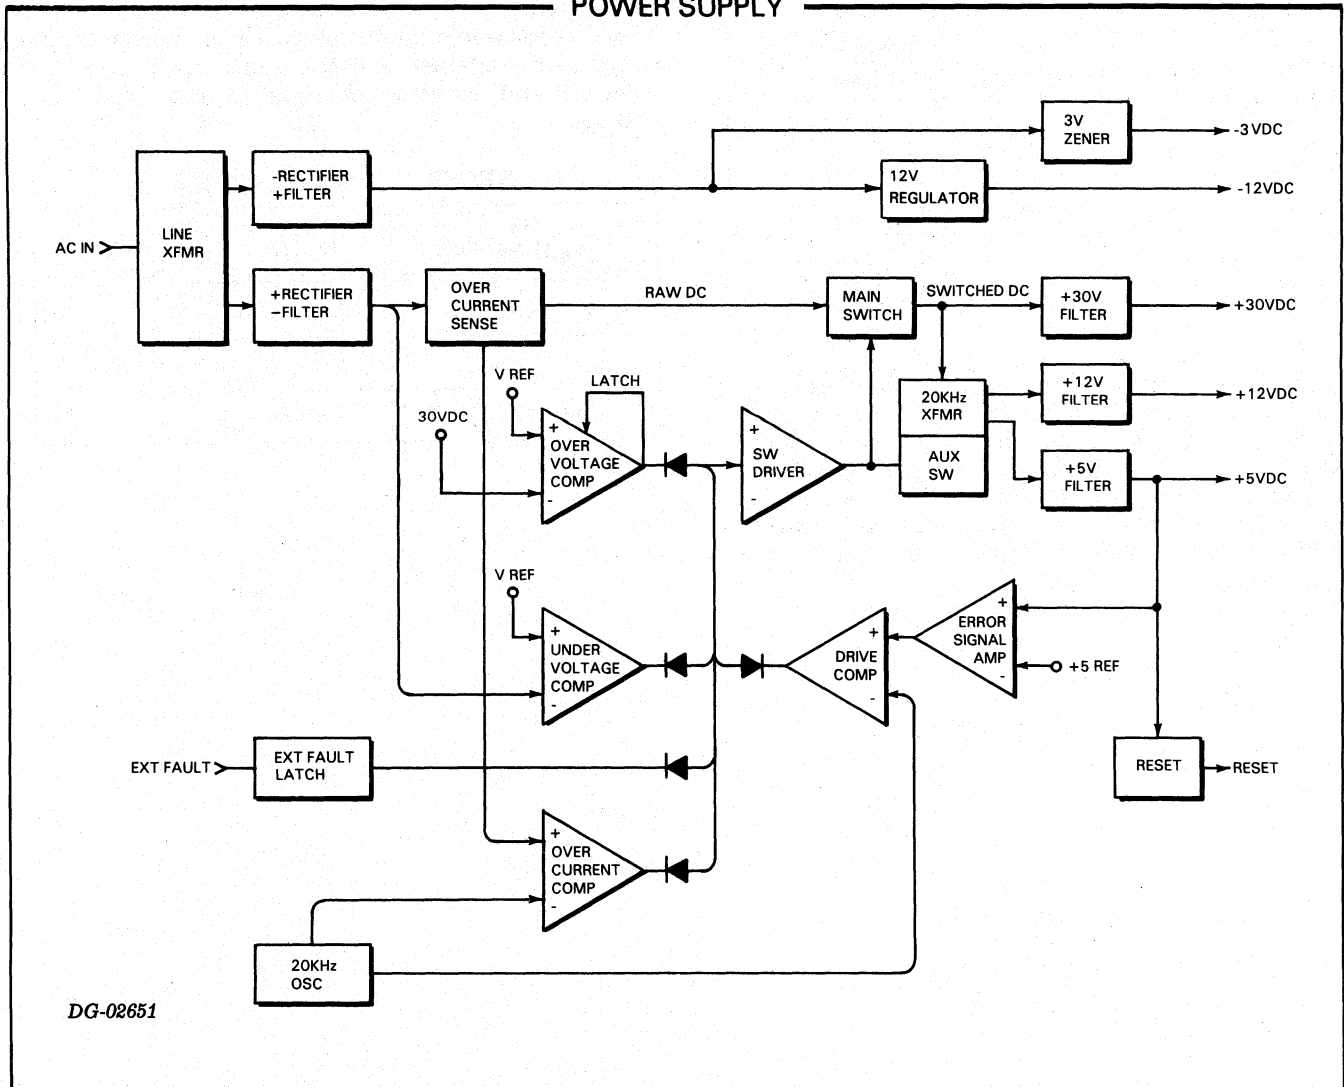 POWER SUPPLY
3V
ZENER
-3VDC
-RECTIFIER
+FILTER
12V
REGULATOR
-12VDC
AC IN
LINE
XFMR
+RECTIFIER
-FILTER
OVER
CURRENT
SENSE
RAW DC
MAIN
SWITCH
SWITCHED DC
+30V
FILTER
+30VDC
V REF
LATCH
30VDC
+
OVER
VOLTAGE
COMP
-
+
SW
DRIVER
-
20KHz
XFMR
AUX
SW
+12V
FILTER
+12VDC
+5V
FILTER
+5VDC
V REF
+
UNDER
VOLTAGE
COMP
-
+
DRIVE
COMP
-
+
ERROR
SIGNAL
AMP
-
+5 REF
EXT FAULT
EXT FAULT
LATCH
RESET
RESET
+
OVER
CURRENT
COMP
-
20KHz
OSC
DG-02651